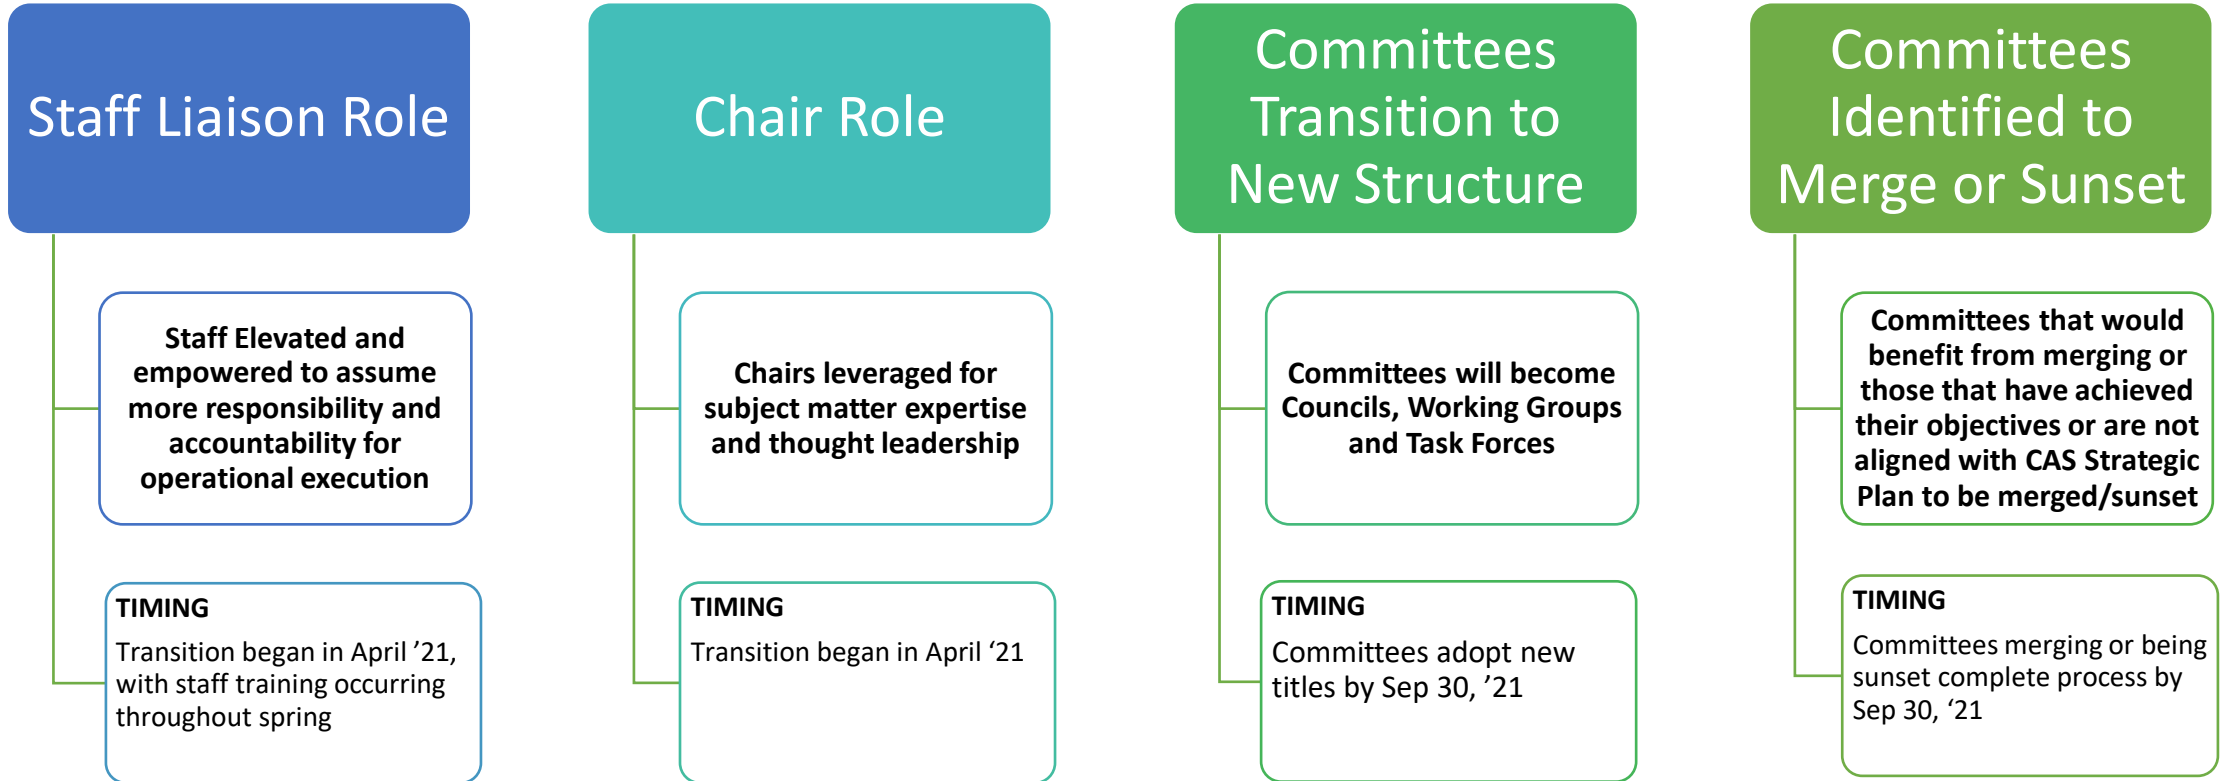 Staff Liaison Role
Staff Elevated and
empowered to assume
more responsibility and
accountability for
operational execution
TIMING
Transition began in April ’21,
with staff training occurring
throughout spring
Chair Role
Chairs leveraged for
subject matter expertise
and thought leadership
TIMING
Transition began in April ‘21
Committees
Transition to
New Structure
Committees will become
Councils, Working Groups
and Task Forces
TIMING
Committees adopt new
titles by Sep 30, ’21
Committees
Identified to
Merge or Sunset
Committees that would
benefit from merging or
those that have achieved
their objectives or are not
aligned with CAS Strategic
Plan to be merged/sunset
TIMING
Committees merging or being
sunset complete process by
Sep 30, ‘21